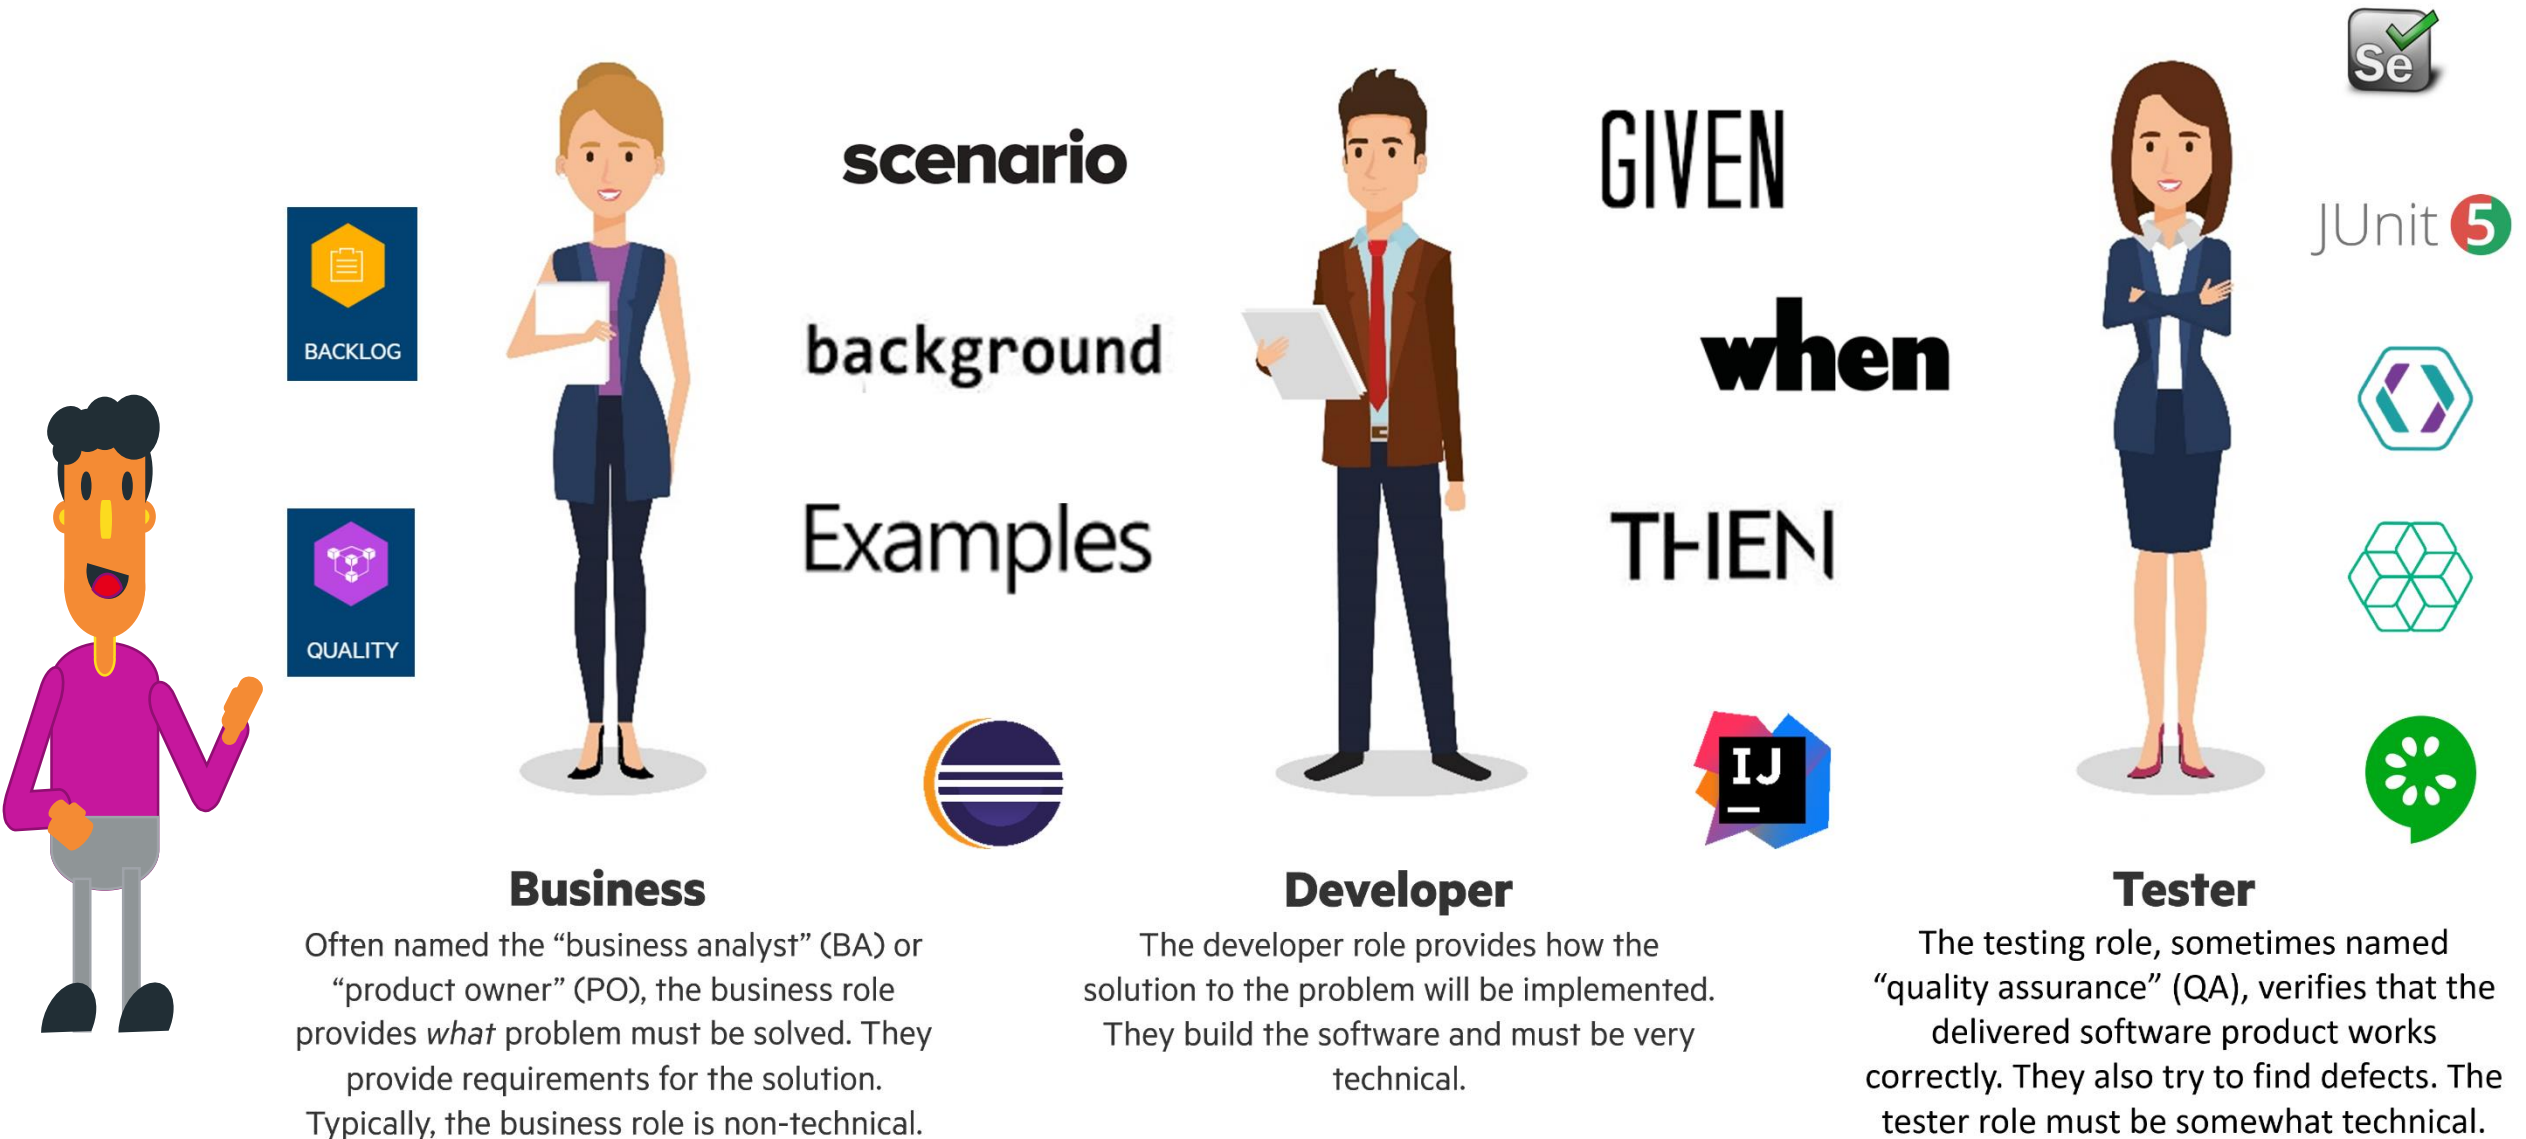 Se
scenario
GIVEN
JUnit 5
BACKLOG
background
when
Examples
THEN
QUALITY
IJ
Business
Often named the “business analyst” (BA) or
“product owner” (PO), the business role
provides what problem must be solved. They
provide requirements for the solution.
Typically, the business role is non-technical.
Developer
The developer role provides how the
solution to the problem will be implemented.
They build the software and must be very
technical.
Tester
The testing role, sometimes named
“quality assurance” (QA), verifies that the
delivered software product works
correctly. They also try to find defects. The
tester role must be somewhat technical.